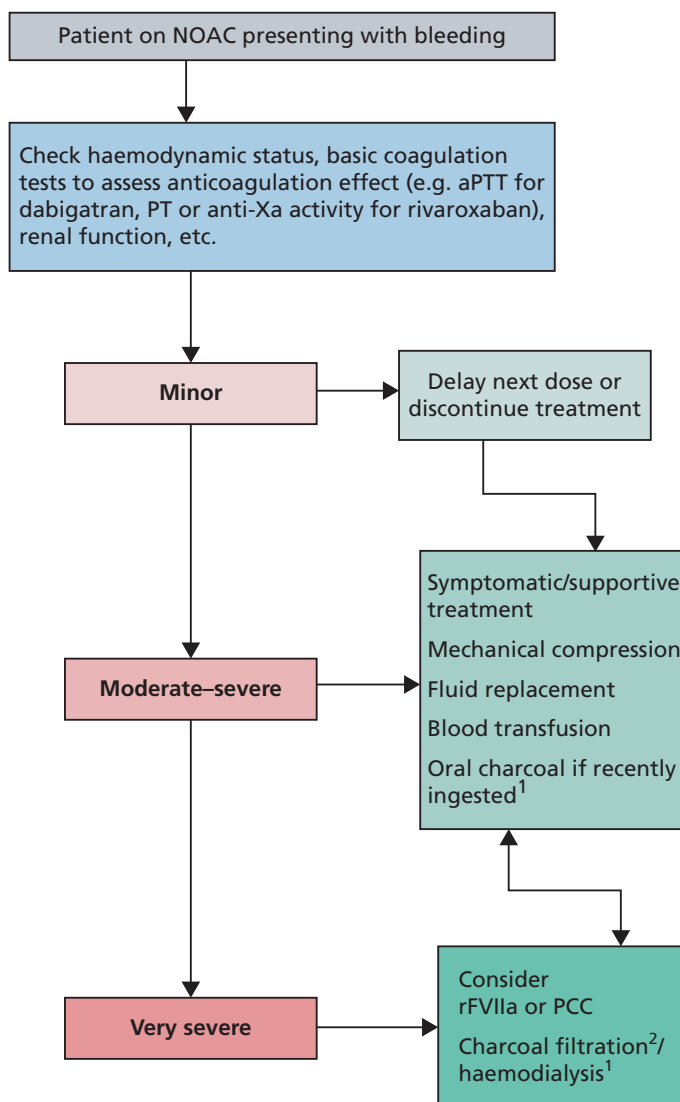 Patient on NOAC presenting with bleeding
Check haemodynamic status, basic coagulation
tests to assess anticoagulation effect (e.g. aPTT for
dabigatran, PT or anti-Xa activity for rivaroxaban),
renal function, etc.
Minor
Delay next dose or
discontinue treatment
Symptomatic/supportive
treatment
Mechanical compression
Moderate–severe
Fluid replacement
Blood transfusion
Oral charcoal if recently
ingested¹
Very severe
Consider
rFVIIa or PCC
Charcoal filtration²/
haemodialysis¹